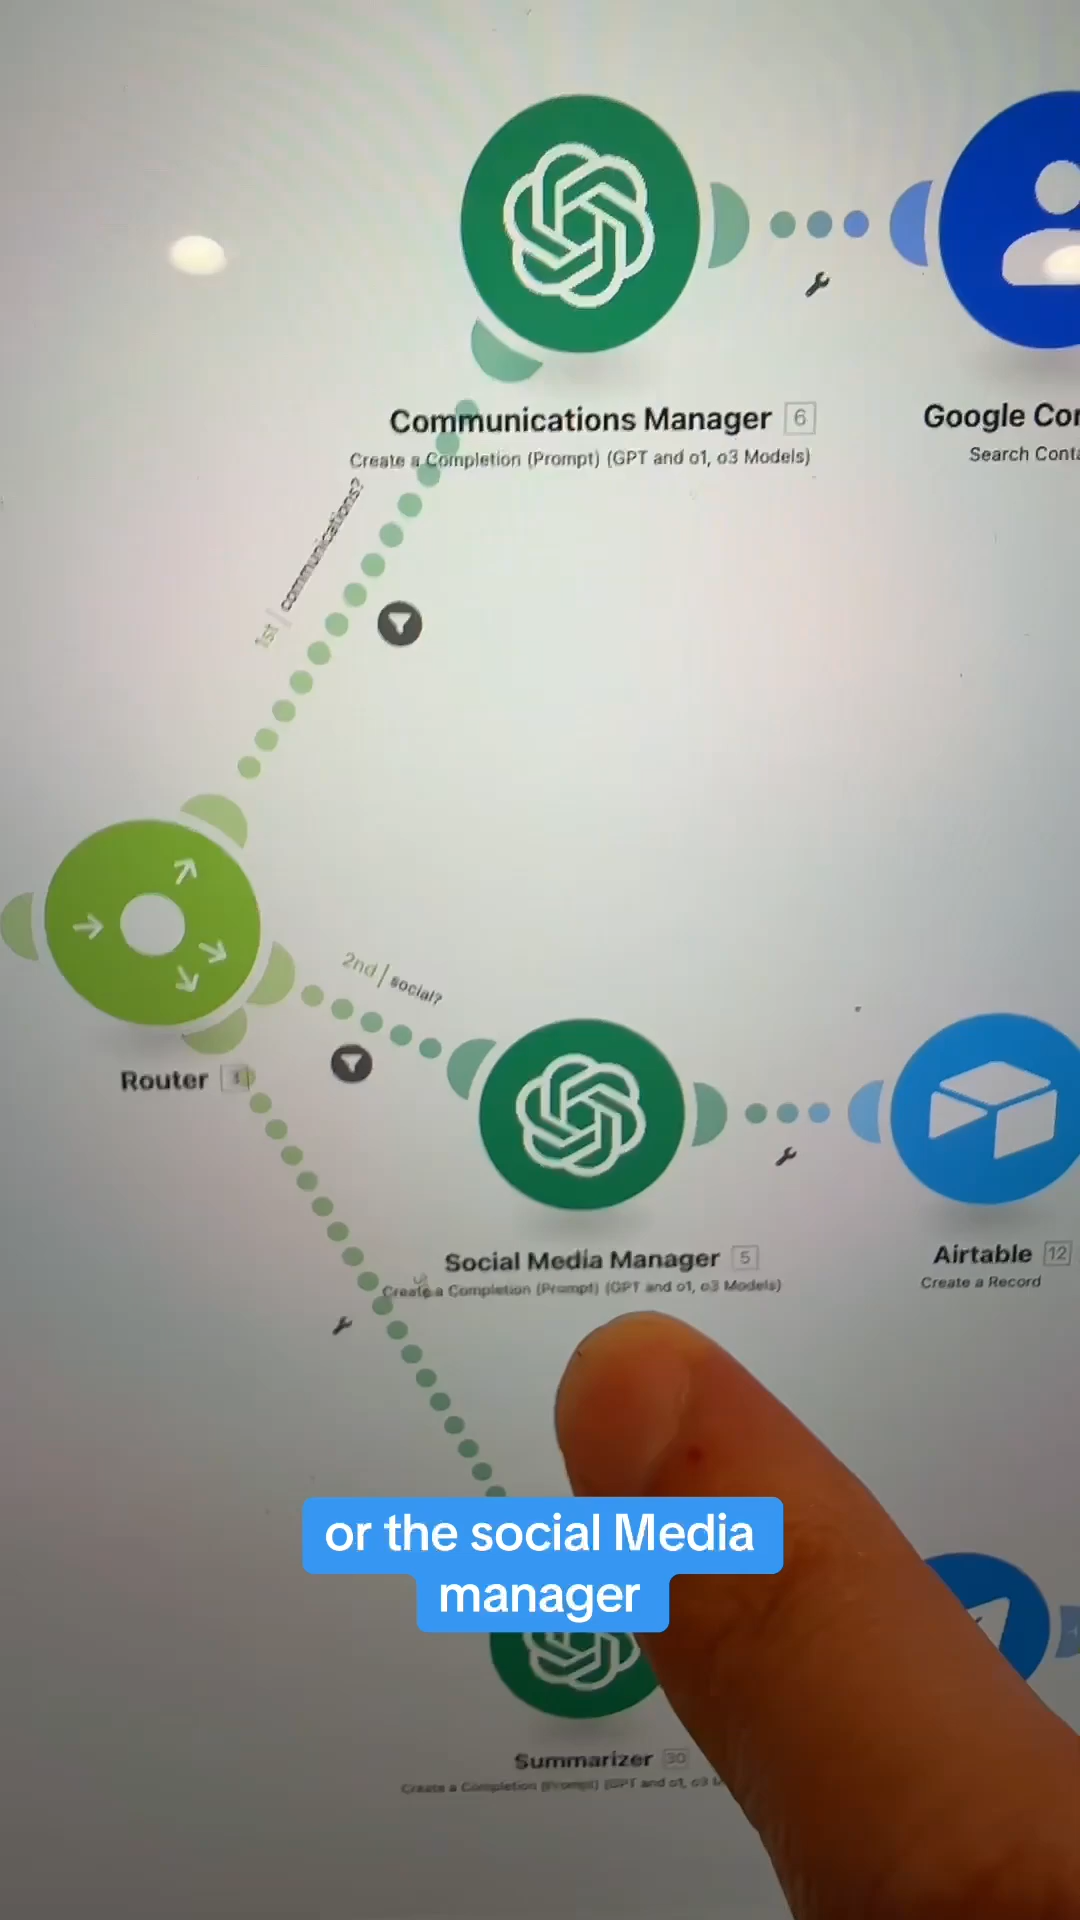 Communications Manager 6
Create a Completion (Prompt) (GPT and o1, o3 Models)
Google Con
Search Conta
1st | communications?
2nd | social?
Router
Social Media Manager 5
Create a Completion (Prompt) (GPT and o1, o3 Models)
Airtable 12
Create a Record
or the social Media
manager
Summarizer 30
Create a Completion (Prompt) (GPT and o1, o3